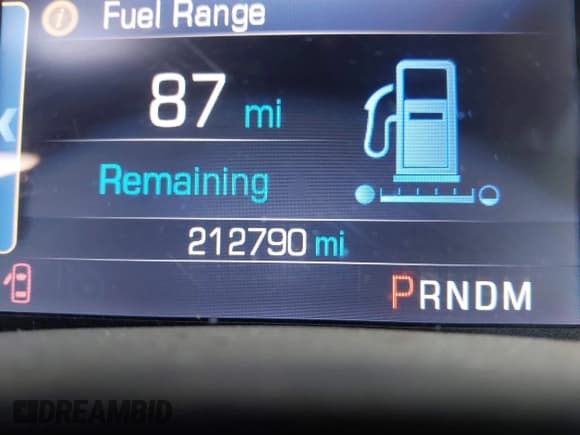 Fuel Range
87 mi
Remaining
212790 mi
PRNDM
DREAMBID